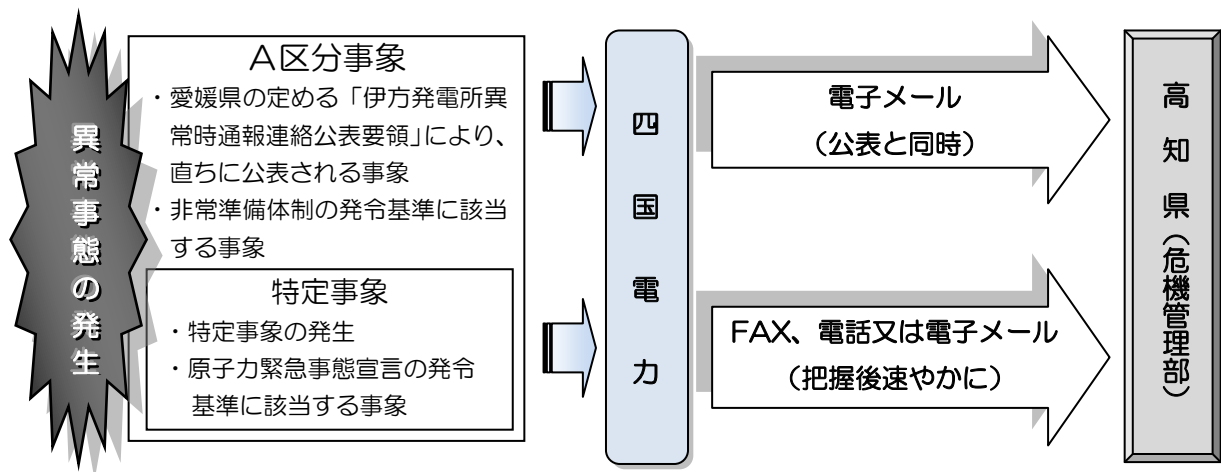 異常事態の発生
A区分事象
・愛媛県の定める「伊方発電所異
常時通報連絡公表要領」により、
直ちに公表される事象
・非常準備体制の発令基準に該当
する事象
特定事象
・特定事象の発生
・原子力緊急事態宣言の発令
基準に該当する事象
四国電力
電子メール
（公表と同時）
FAX、電話又は電子メール
（把握後速やかに）
高知県（危機管理部）